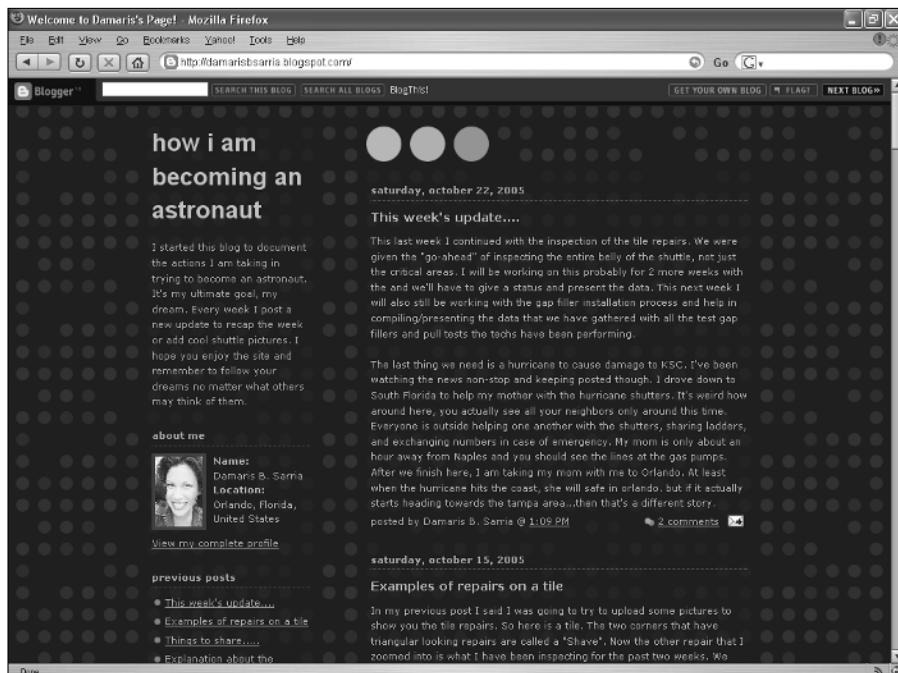 Welcome to Damaris's Page! - Mozilla Firefox
File Edit View Go Bookmarks Yahoo! Tools Help
http://damarisbsarria.blogspot.com/
Go
Blogger
SEARCH THIS BLOG
SEARCH ALL BLOGS
BlogThis!
GET YOUR OWN BLOG
FLAG?
NEXT BLOG»
how i am
becoming an
astronaut
I started this blog to document
the actions I am taking in
trying to become an astronaut.
It's my ultimate goal, my
dream. Every week I post a
new update to recap the week
or add cool shuttle pictures. I
hope you enjoy the site and
remember to follow your
dreams no matter what others
may think of them.
about me
Name:
Damaris B. Sarria
Location:
Orlando, Florida,
United States
View my complete profile
previous posts
This week's update....
Examples of repairs on a tile
Things to share.....
Explanation about the
saturday, october 22, 2005
This week's update....
This last week I continued with the inspection of the tile repairs. We were
given the "go-ahead" of inspecting the entire belly of the shuttle, not just
the critical areas. I will be working on this probably for 2 more weeks with
the and we'll have to give a status and present the data. This next week I
will also still be working with the gap filler installation process and help in
compiling/presenting the data that we have gathered with all the test gap
fillers and pull tests the techs have been performing.
The last thing we need is a hurricane to cause damage to KSC. I've been
watching the news non-stop and keeping posted though. I drove down to
South Florida to help my mother with the hurricane shutters. It's weird how
around here, you actually see all your neighbors only around this time.
Everyone is outside helping one another with the shutters, sharing ladders,
and exchanging numbers in case of emergency. My mom is only about an
hour away from Naples and you should see the lines at the gas pumps.
After we finish here, I am taking my mom with me to Orlando. At least
when the hurricane hits the coast, she will safe in orlando. but if it actually
starts heading towards the tampa area...then that's a different story.
posted by Damaris B. Sarria @ 1:09 PM
2 comments
saturday, october 15, 2005
Examples of repairs on a tile
In my previous post I said I was going to try to upload some pictures to
show you the tile repairs. So here is a tile. The two corners that have
triangular looking repairs are called a "Shave". Now the other repair that I
zoomed into is what I have been inspecting for the past two weeks. We
Done